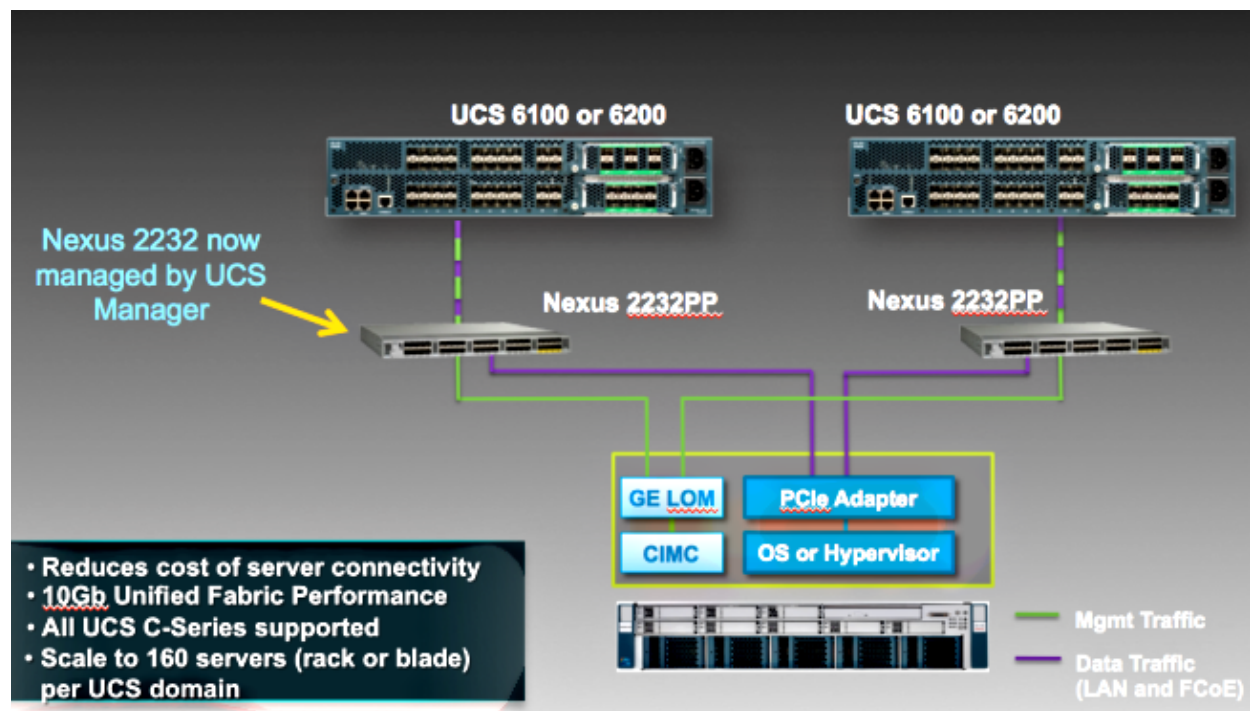 UCS 6100 or 6200
UCS 6100 or 6200
Nexus 2232 now
managed by UCS
Manager
Nexus 2232PP
Nexus 2232PP
GE LOM
PCIe Adapter
CIMC
OS or Hypervisor
• Reduces cost of server connectivity
• 10Gb Unified Fabric Performance
• All UCS C-Series supported
• Scale to 160 servers (rack or blade)
per UCS domain
Mgmt Traffic
Data Traffic
(LAN and FCoE)